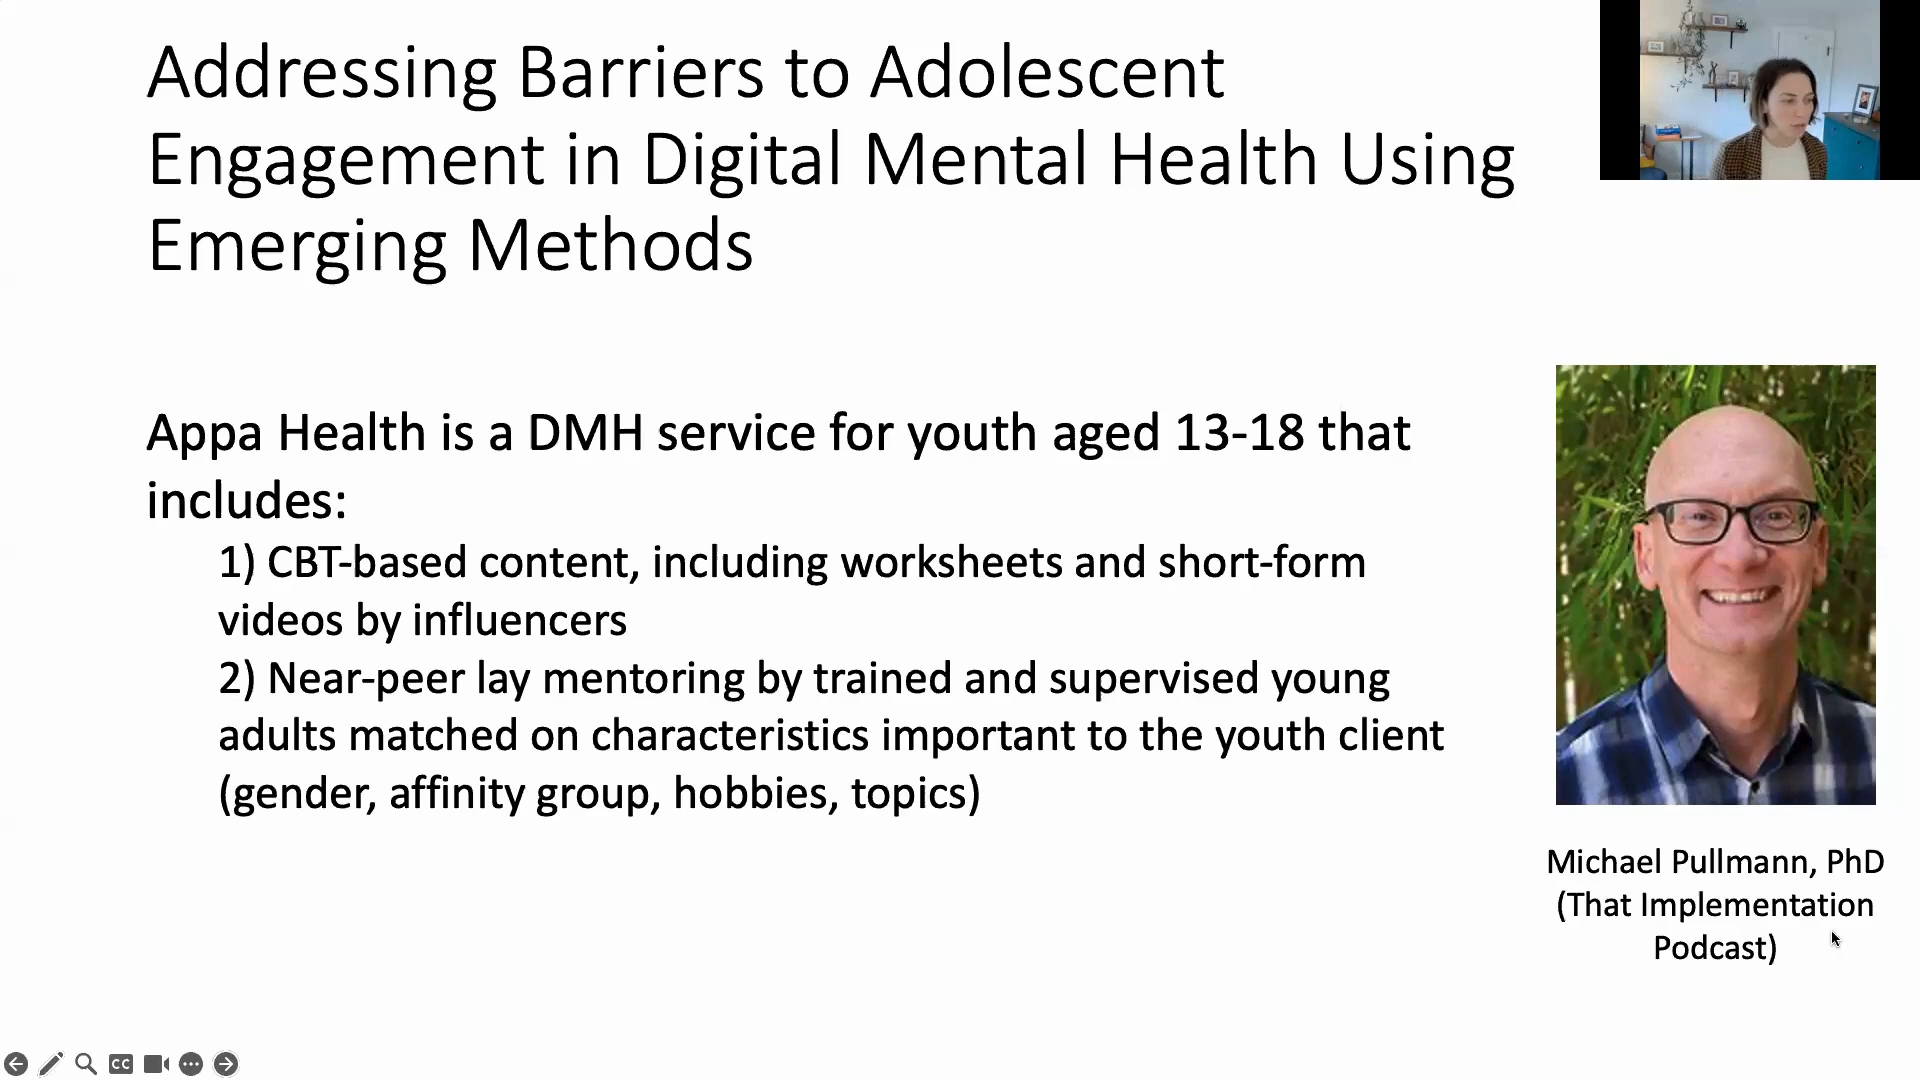 Addressing Barriers to Adolescent
Engagement in Digital Mental Health Using
Emerging Methods
Appa Health is a DMH service for youth aged 13-18 that
includes:
1) CBT-based content, including worksheets and short-form
videos by influencers
2) Near-peer lay mentoring by trained and supervised young
adults matched on characteristics important to the youth client
(gender, affinity group, hobbies, topics)
Michael Pullmann, PhD
(That Implementation
Podcast)
CC